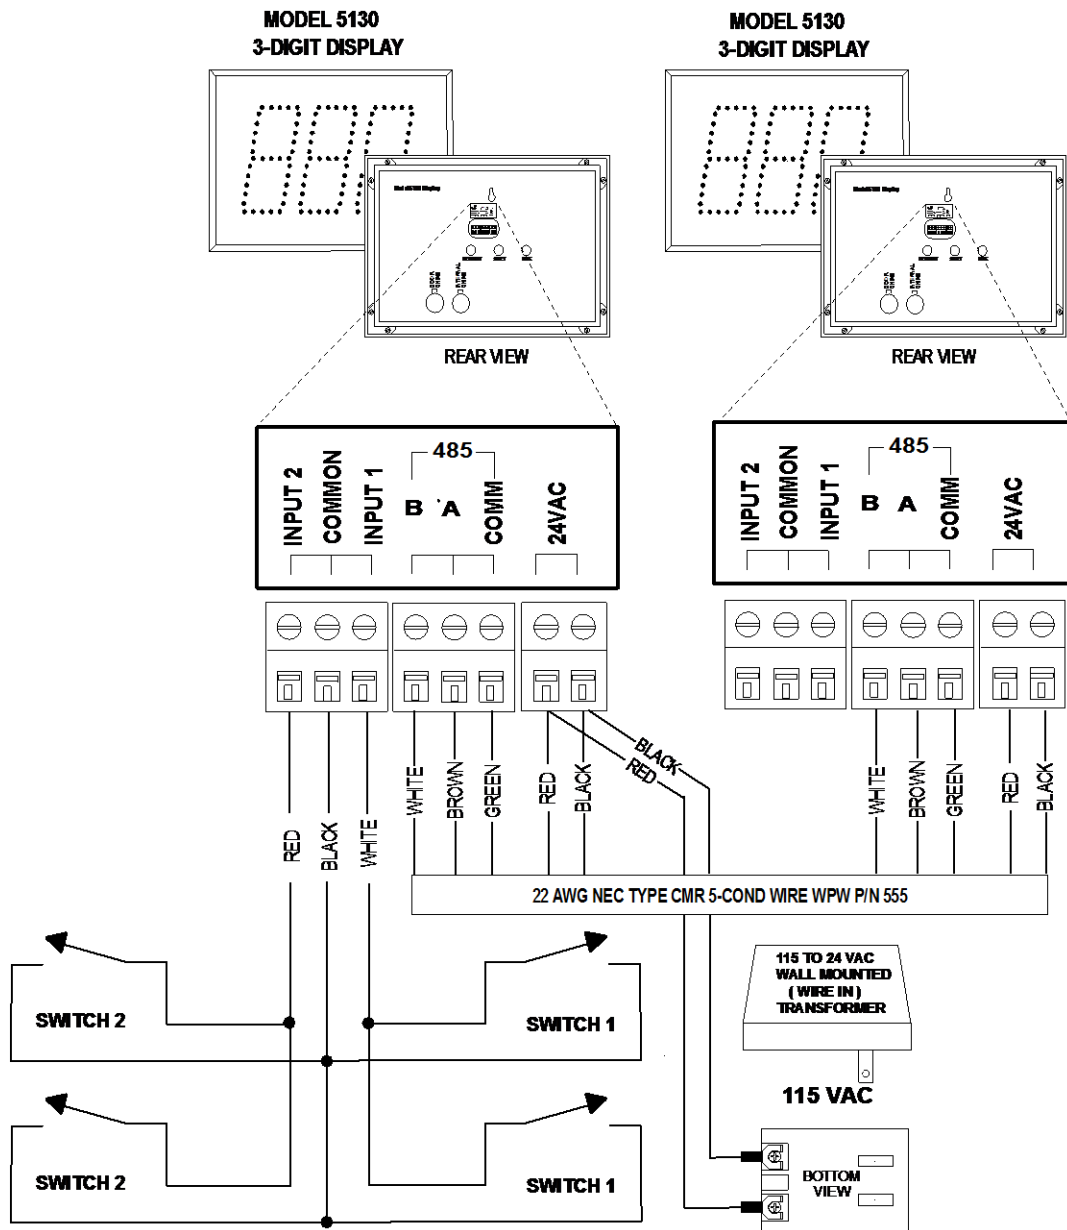 MODEL 5130
3-DIGIT DISPLAY
MODEL 5130
3-DIGIT DISPLAY
REAR VIEW
REAR VIEW
INPUT 2
COMMON
INPUT 1
485
B
A
COMM
24VAC
INPUT 2
COMMON
INPUT 1
485
B
A
COMM
24VAC
BLACK
RED
RED
BLACK
WHITE
WHITE
BROWN
GREEN
RED
BLACK
WHITE
BROWN
GREEN
RED
BLACK
22 AWG NEC TYPE CMR 5-COND WIRE WPW P/N 555
SWITCH 2
SWITCH 1
115 TO 24 VAC
WALL MOUNTED
( WIRE IN )
TRANSFORMER
115 VAC
SWITCH 2
SWITCH 1
BOTTOM
VIEW